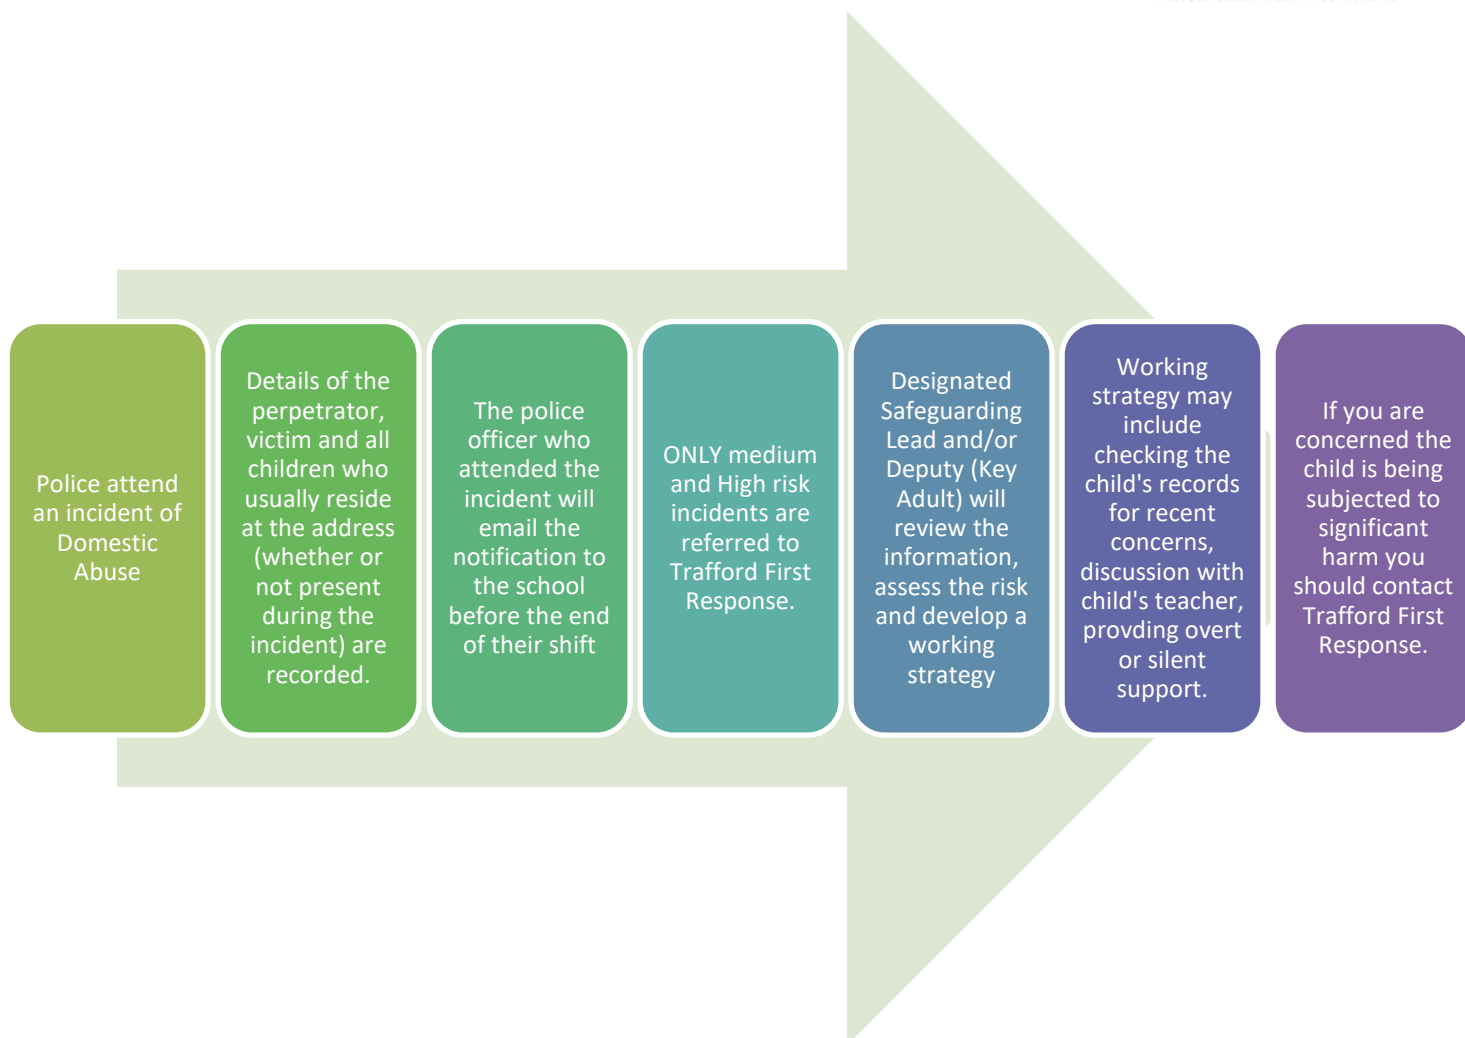 Police attend
an incident of
Domestic
Abuse
Details of the
perpetrator,
victim and all
children who
usually reside
at the address
(whether or
not present
during the
incident) are
recorded.
The police
officer who
attended the
incident will
email the
notification to
the school
before the end
of their shift
ONLY medium
and High risk
incidents are
referred to
Trafford First
Response.
Designated
Safeguarding
Lead and/or
Deputy (Key
Adult) will
review the
information,
assess the risk
and develop a
working
strategy
Working
strategy may
include
checking the
child's records
for recent
concerns,
discussion with
child's teacher,
provding overt
or silent
support.
If you are
concerned the
child is being
subjected to
significant
harm you
should contact
Trafford First
Response.